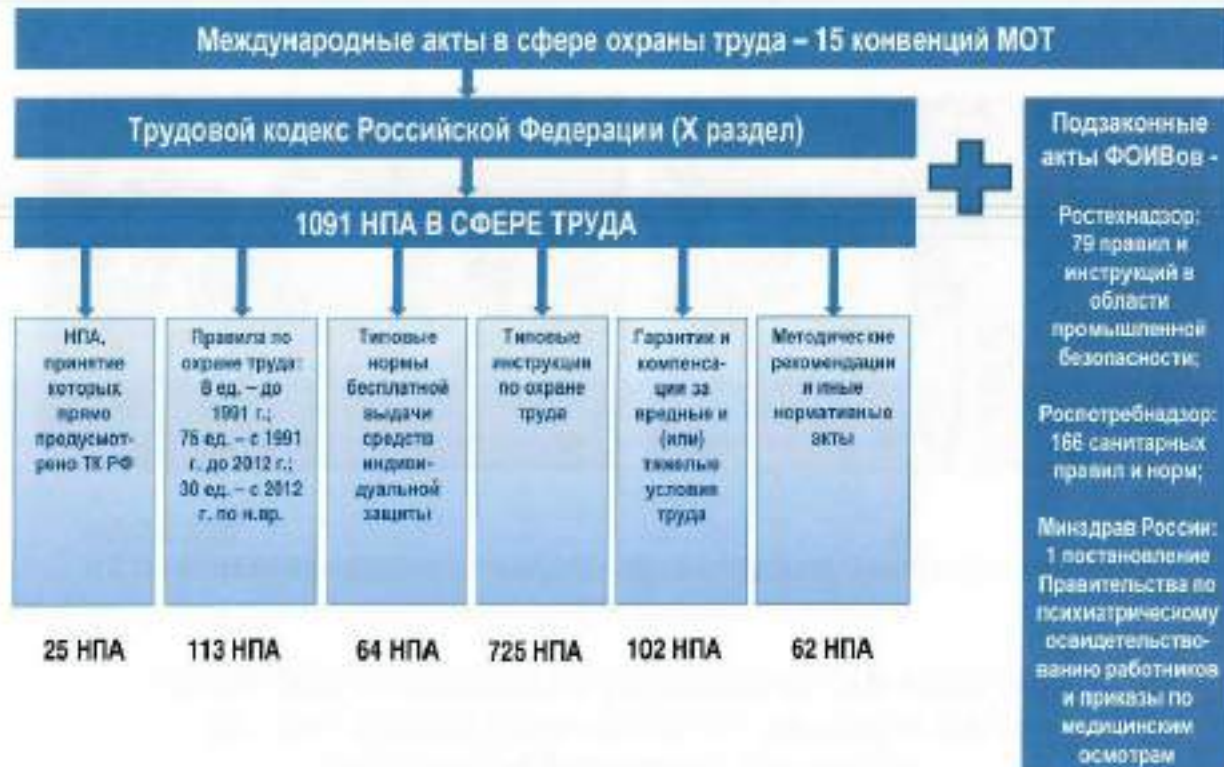 Международные акты в сфере охраны труда – 15 конвенций МОТ
Трудовой кодекс Российской Федерации (X раздел)
1091 НПА В СФЕРЕ ТРУДА
НПА,
принятие
которых
прямо
предусмот-
рено ТК РФ
25 НПА
Правила по
охране труда:
8 ед. – до
1991 г.;
75 ед. – с 1991
г. до 2012 г.;
30 ед. – с 2012
г. по н.вр.
113 НПА
Типовые
нормы
бесплатной
выдачи
средств
индиви-
дуальной
защиты
64 НПА
Типовые
инструкции
по охране
труда
725 НПА
Гарантии и
компенса-
ции за
вредные и
(или)
тяжелые
условия
труда
102 НПА
Методические
рекомендации
и иные
нормативные
акты
62 НПА
Подзаконные
акты ФОИВов -
Ростехнадзор:
79 правил и
инструкций в
области
промышленной
безопасности;
Роспотребнадзор:
166 санитарных
правил и норм;
Минздрав России:
1 постановление
Правительства по
психиатрическому
освидетельство-
ванию работников
и приказы по
медицинским
осмотрам